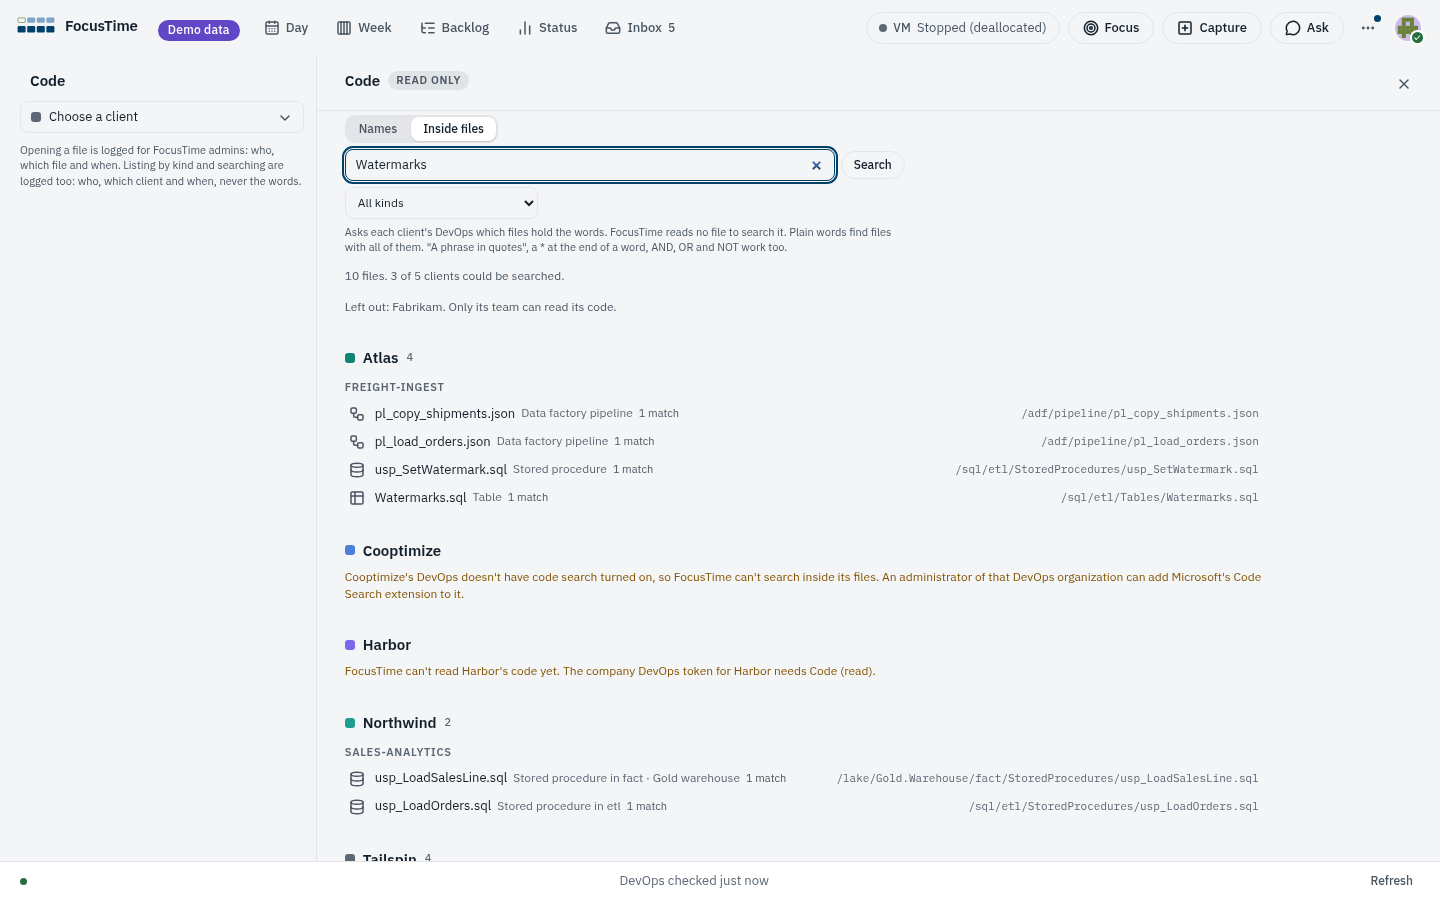 FocusTime
Demo data
Day
Week
Backlog
Status
Inbox 5
VM Stopped (deallocated)
Focus
Capture
Ask
Code
Choose a client
Opening a file is logged for FocusTime admins: who,
which file and when. Listing by kind and searching are
logged too: who, which client and when, never the words.
Code READ ONLY
Names
Inside files
Watermarks
Search
All kinds
Asks each client's DevOps which files hold the words. FocusTime reads no file to search it. Plain words find files
with all of them. "A phrase in quotes", a * at the end of a word, AND, OR and NOT work too.
10 files. 3 of 5 clients could be searched.
Left out: Fabrikam. Only its team can read its code.
Atlas 4
FREIGHT-INGEST
pl_copy_shipments.json Data factory pipeline 1 match /adf/pipeline/pl_copy_shipments.json
pl_load_orders.json Data factory pipeline 1 match /adf/pipeline/pl_load_orders.json
usp_SetWatermark.sql Stored procedure 1 match /sql/etl/StoredProcedures/usp_SetWatermark.sql
Watermarks.sql Table 1 match /sql/etl/Tables/Watermarks.sql
Cooptimize
Cooptimize's DevOps doesn't have code search turned on, so FocusTime can't search inside its files. An administrator of that DevOps organization can add Microsoft's Code
Search extension to it.
Harbor
FocusTime can't read Harbor's code yet. The company DevOps token for Harbor needs Code (read).
Northwind 2
SALES-ANALYTICS
usp_LoadSalesLine.sql Stored procedure in fact · Gold warehouse 1 match /lake/Gold.Warehouse/fact/StoredProcedures/usp_LoadSalesLine.sql
usp_LoadOrders.sql Stored procedure in etl 1 match /sql/etl/StoredProcedures/usp_LoadOrders.sql
Tailspin 4
DevOps checked just now
Refresh